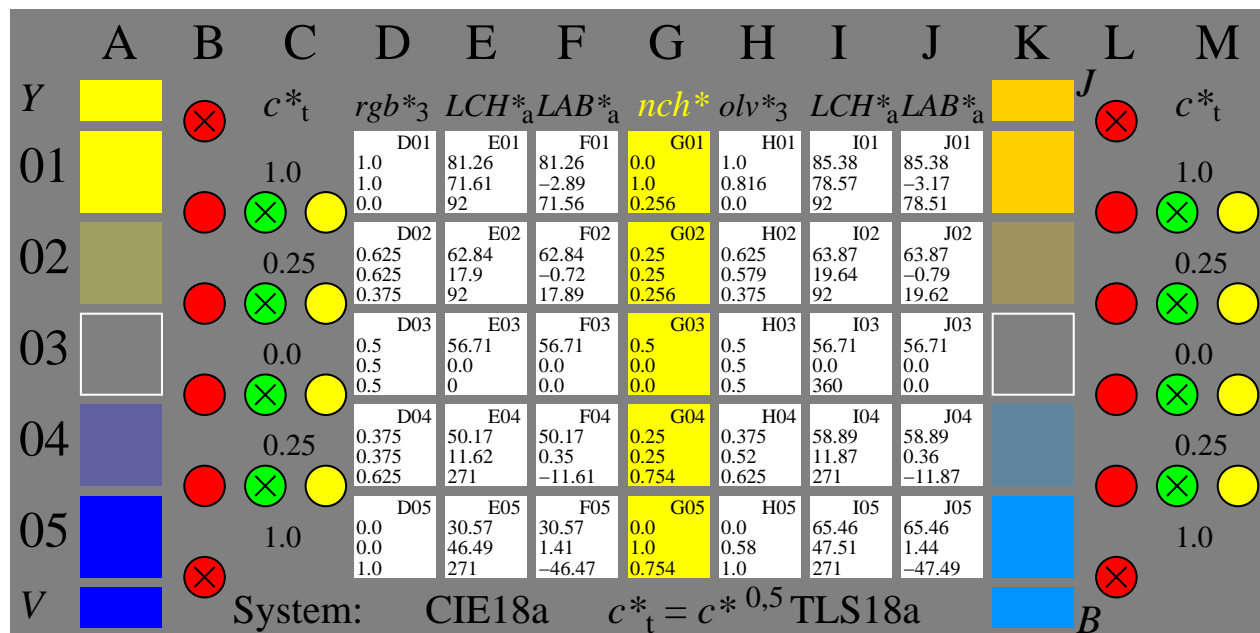 A B C D E F G H I J K L M
Y c*t rgb*3 LCH*a LAB*a nch* olv*3 LCH*a LAB*a J c*t
01 1.0 D01 E01 F01 G01 H01 I01 J01 1.0
1.0 81.26 81.26 0.0 1.0 85.38 85.38
1.0 71.61 −2.89 1.0 0.816 78.57 −3.17
0.0 92 71.56 0.256 0.0 92 78.51
02 0.25 D02 E02 F02 G02 H02 I02 J02 0.25
0.625 62.84 62.84 0.25 0.625 63.87 63.87
0.625 17.9 −0.72 0.25 0.579 19.64 −0.79
0.375 92 17.89 0.256 0.375 92 19.62
03 0.0 D03 E03 F03 G03 H03 I03 J03 0.0
0.5 56.71 56.71 0.5 0.5 56.71 56.71
0.5 0.0 0.0 0.0 0.5 0.0 0.0
0.5 0 0.0 0.0 0.5 360 0.0
04 0.25 D04 E04 F04 G04 H04 I04 J04 0.25
0.375 50.17 50.17 0.25 0.375 58.89 58.89
0.375 11.62 0.35 0.25 0.52 11.87 0.36
0.625 271 −11.61 0.754 0.625 271 −11.87
05 1.0 D05 E05 F05 G05 H05 I05 J05 1.0
0.0 30.57 30.57 0.0 0.0 65.46 65.46
0.0 46.49 1.41 1.0 0.58 47.51 1.44
1.0 271 −46.47 0.754 1.0 271 −47.49
V System: CIE18a c*t = c* 0,5 TLS18a B